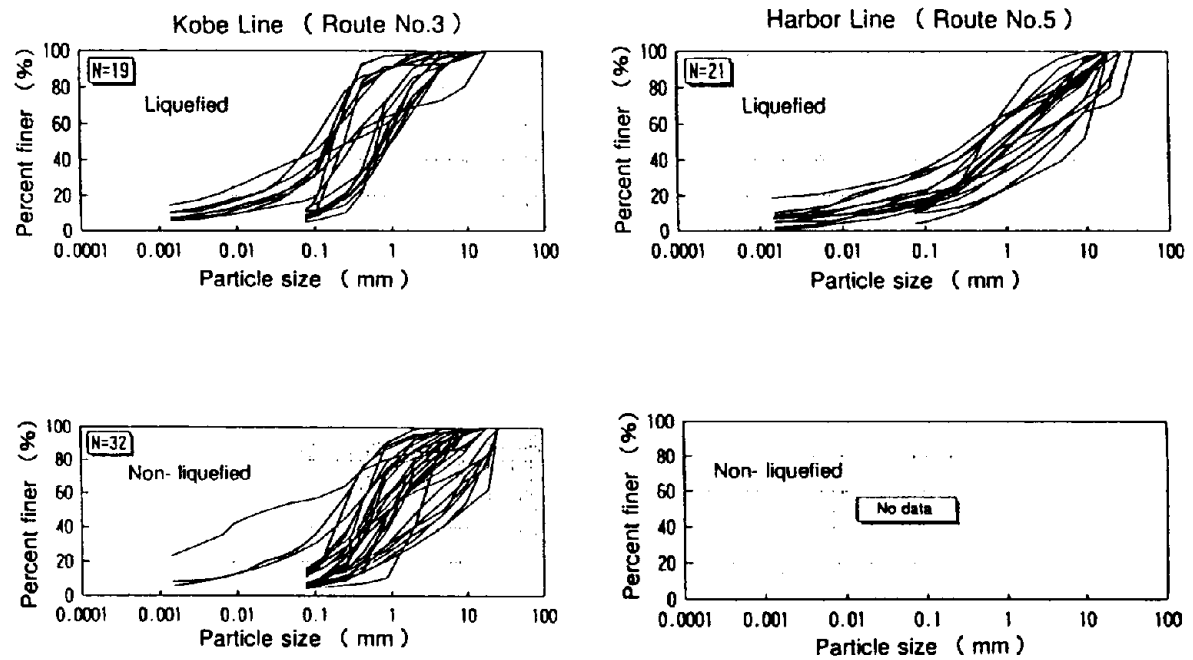 Kobe Line ( Route No.3 )
Percent finer (%)
100
80
60
40
20
0
N=19
Liquefied
0.0001 0.001 0.01 0.1 1 10 100
Particle size ( mm )
Harbor Line ( Route No.5 )
Percent finer (%)
100
80
60
40
20
0
N=21
Liquefied
0.0001 0.001 0.01 0.1 1 10 100
Particle size ( mm )
Percent finer (%)
100
80
60
40
20
0
N=32
Non- liquefied
0.0001 0.001 0.01 0.1 1 10 100
Particle size ( mm )
Percent finer (%)
100
80
60
40
20
0
Non- liquefied
No data
0.0001 0.001 0.01 0.1 1 10 100
Particle size ( mm )